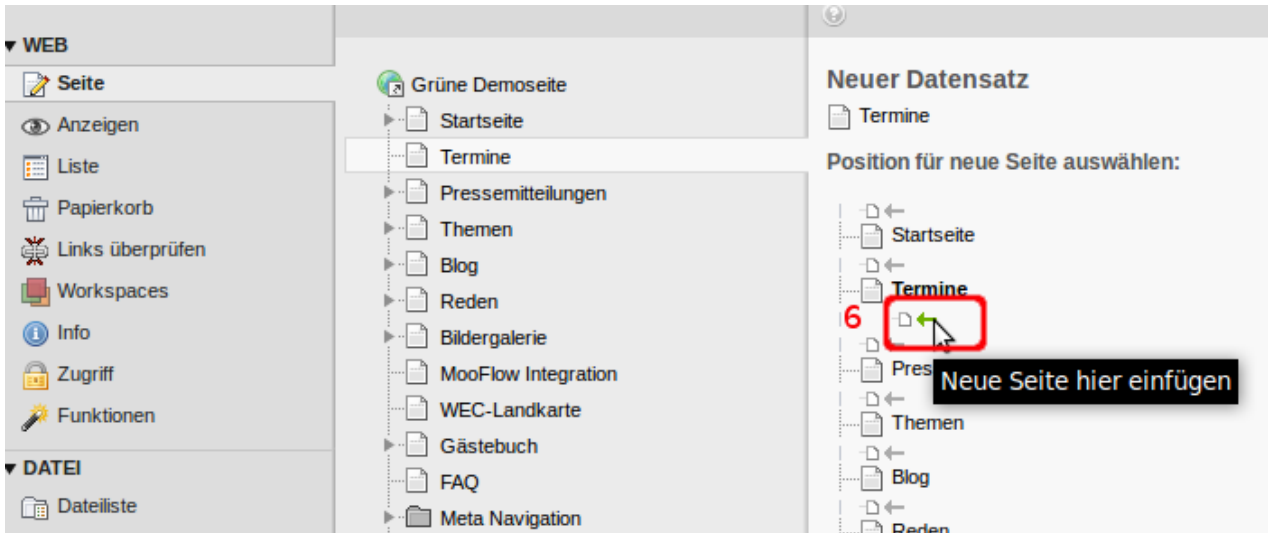 WEB
Seite
Anzeigen
Liste
Papierkorb
Links überprüfen
Workspaces
Info
Zugriff
Funktionen
DATEI
Dateiliste
Grüne Demoseite
Startseite
Termine
Pressemitteilungen
Themen
Blog
Reden
Bildergalerie
MooFlow Integration
WEC-Landkarte
Gästebuch
FAQ
Meta Navigation
Neuer Datensatz
Termine
Position für neue Seite auswählen:
Startseite
Termine
6
Neue Seite hier einfügen
Pres
Themen
Blog
Reden